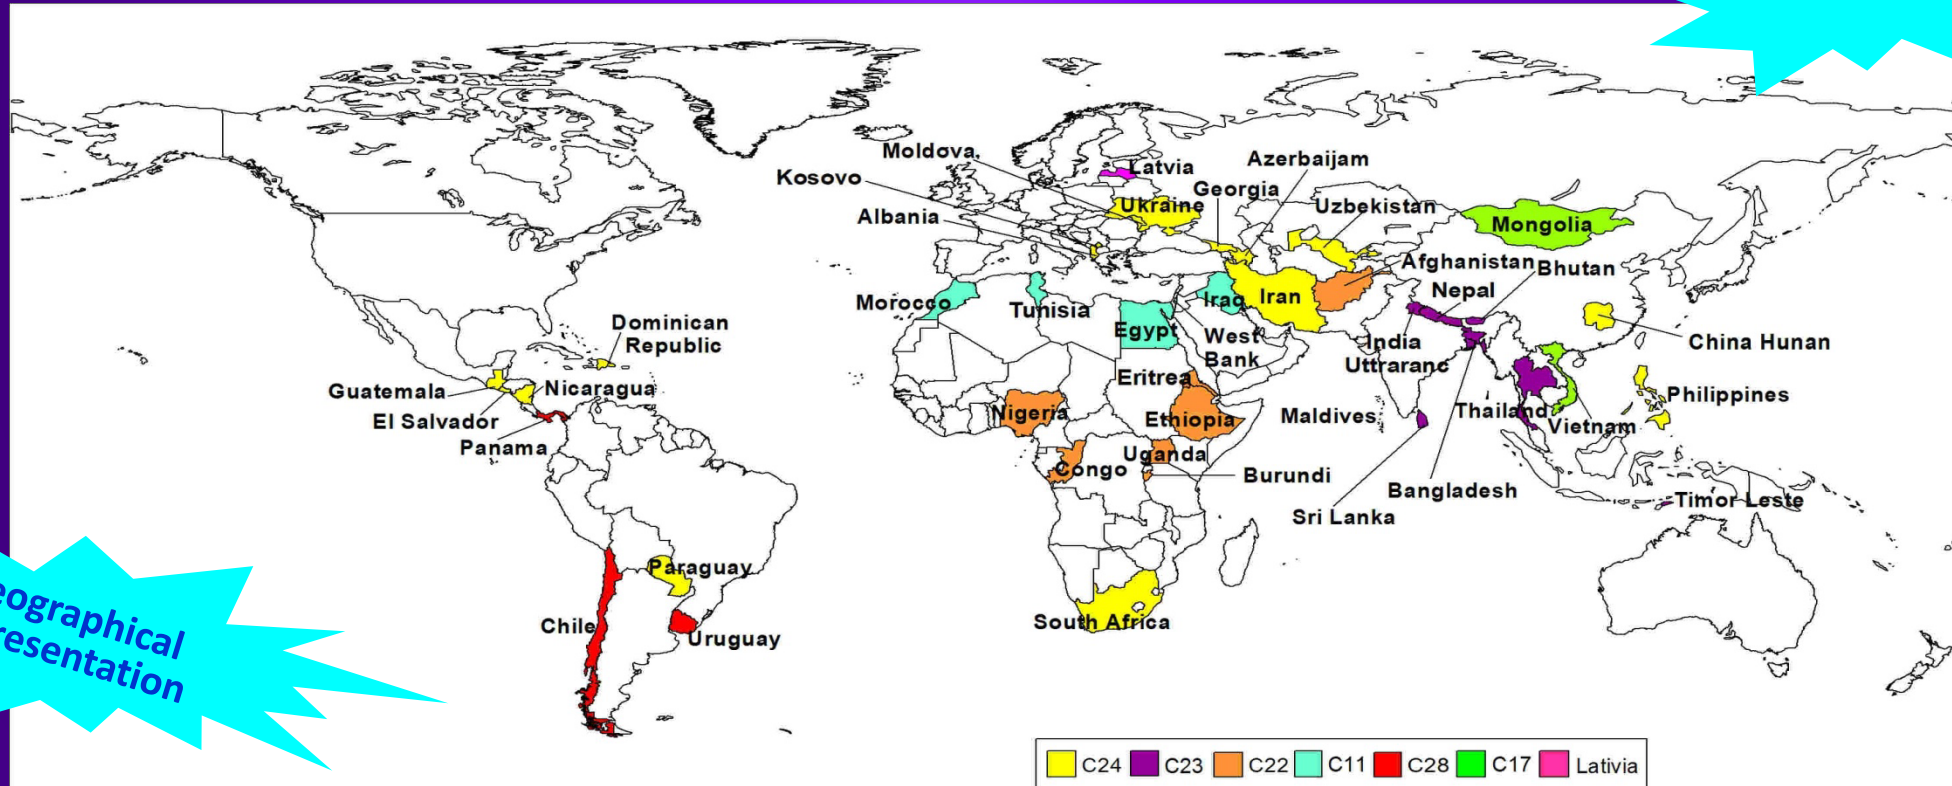 Moldova
Latvia
Azerbaijam
Kosovo
Georgia
Albania
Ukraine
Uzbekistan
Mongolia
Afghanistan
Bhutan
Nepal
Morocco
Tunisia
Iraq
Iran
Egypt
West
Bank
India
Uttraranc
China Hunan
Dominican
Republic
Guatemala
Nicaragua
El Salvador
Panama
Eritrea
Nigeria
Ethiopia
Maldives
Thailand
Vietnam
Philippines
Congo
Uganda
Burundi
Bangladesh
Sri Lanka
Timor Leste
Paraguay
Chile
Uruguay
South Africa
eographical
resentation
C24 C23 C22 C11 C28 C17 Lativia